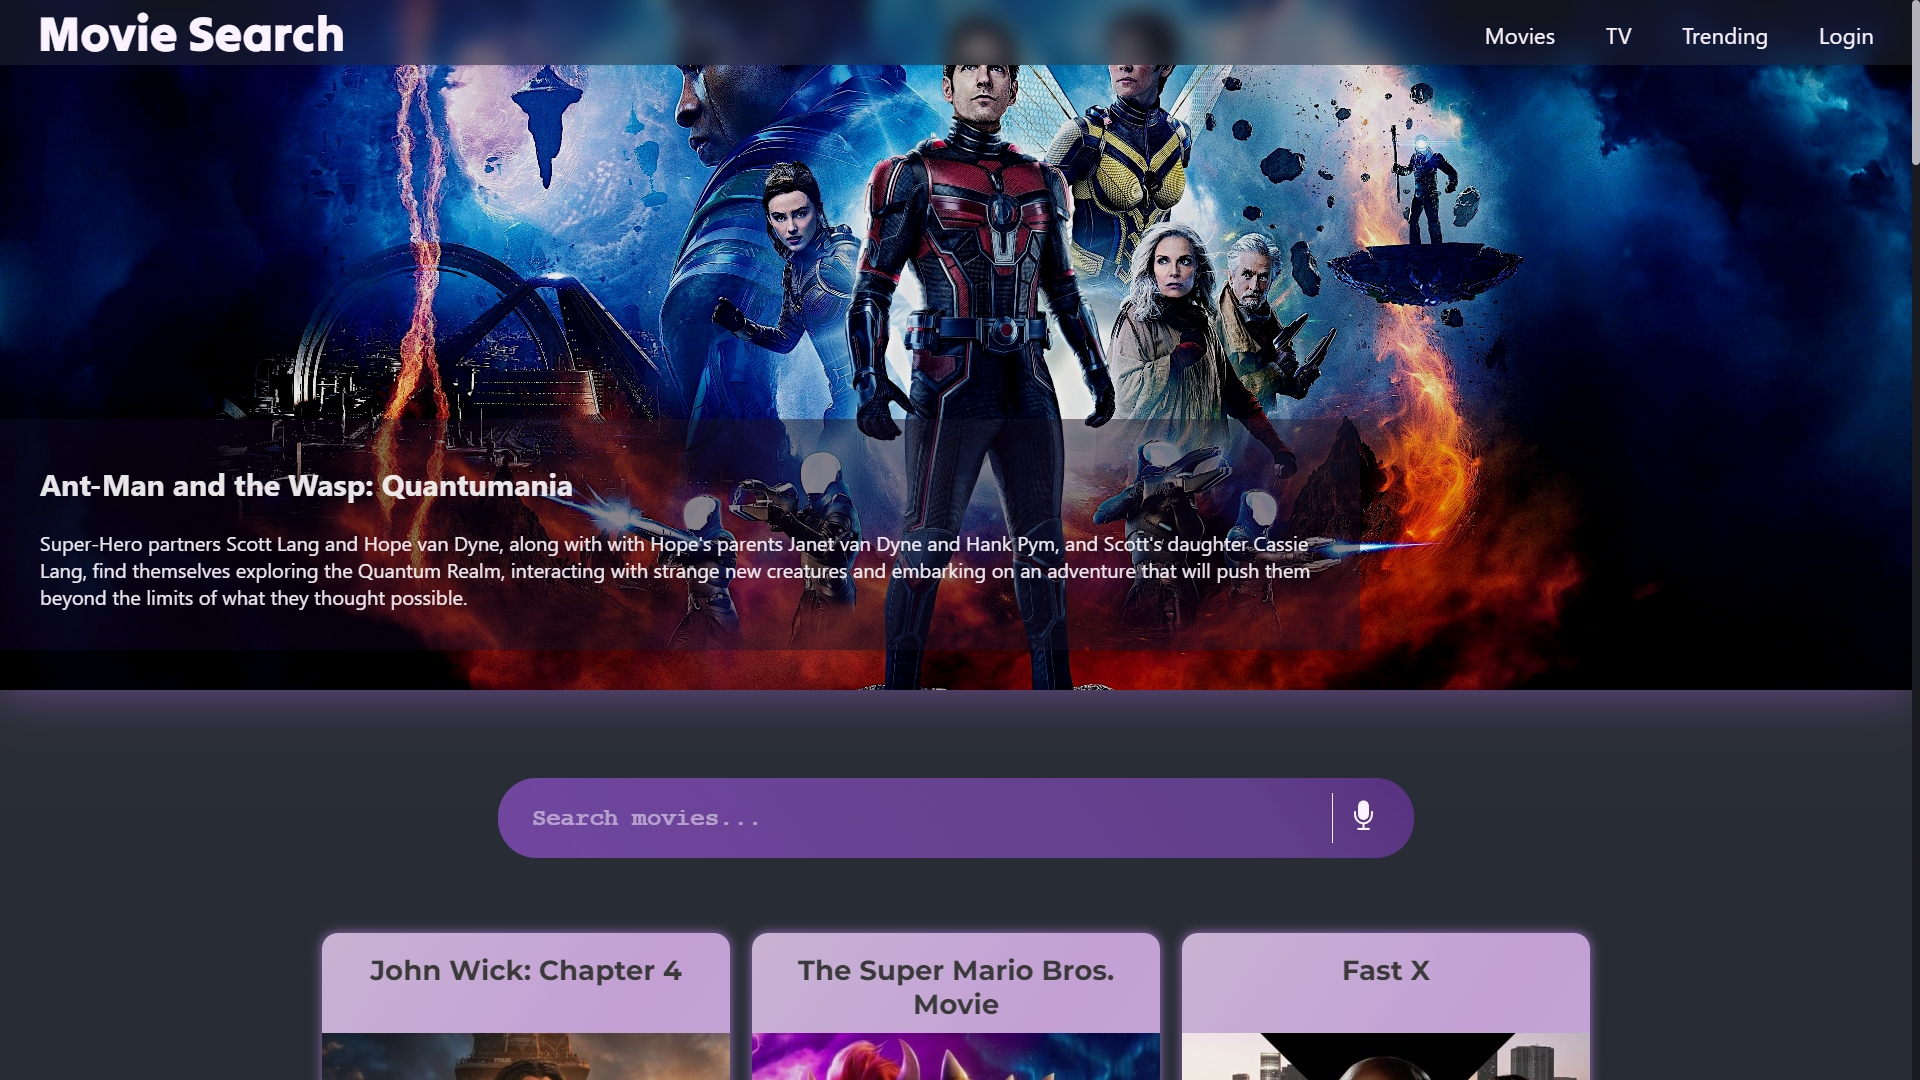 Movie Search
Movies
TV
Trending
Login
Ant-Man and the Wasp: Quantumania
Super-Hero partners Scott Lang and Hope van Dyne, along with with Hope's parents Janet van Dyne and Hank Pym, and Scott's daughter Cassie
Lang, find themselves exploring the Quantum Realm, interacting with strange new creatures and embarking on an adventure that will push them
beyond the limits of what they thought possible.
Search movies...
John Wick: Chapter 4
The Super Mario Bros.
Movie
Fast X